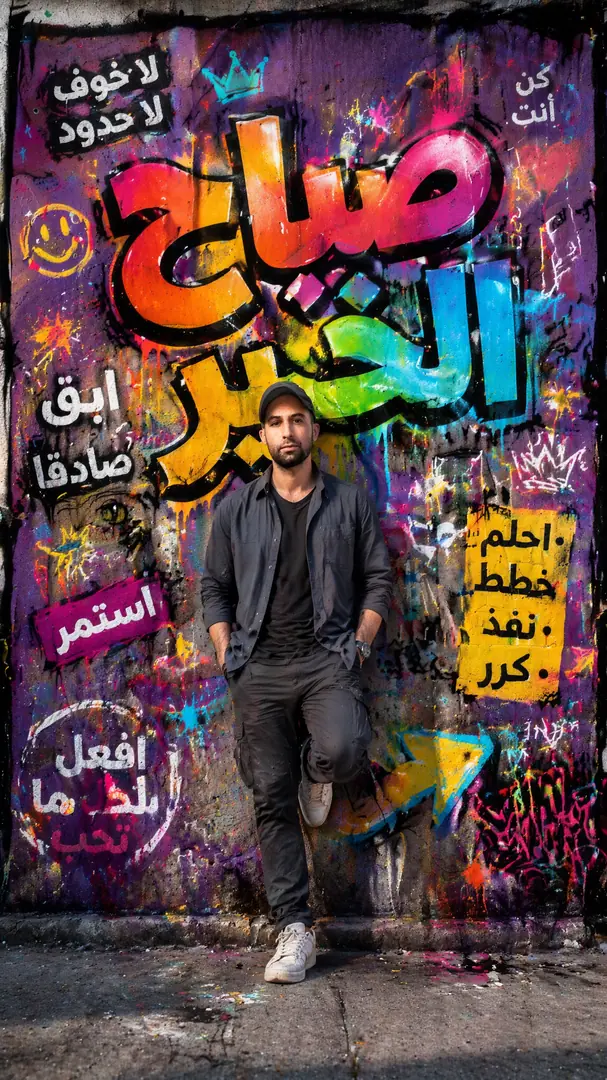 لا خوف
لا حدود
كن
أنت
صباح
الخير
ابق
صادقا
احلم
خطط
نفذ
كرر
استمر
افعل
ما
تحب